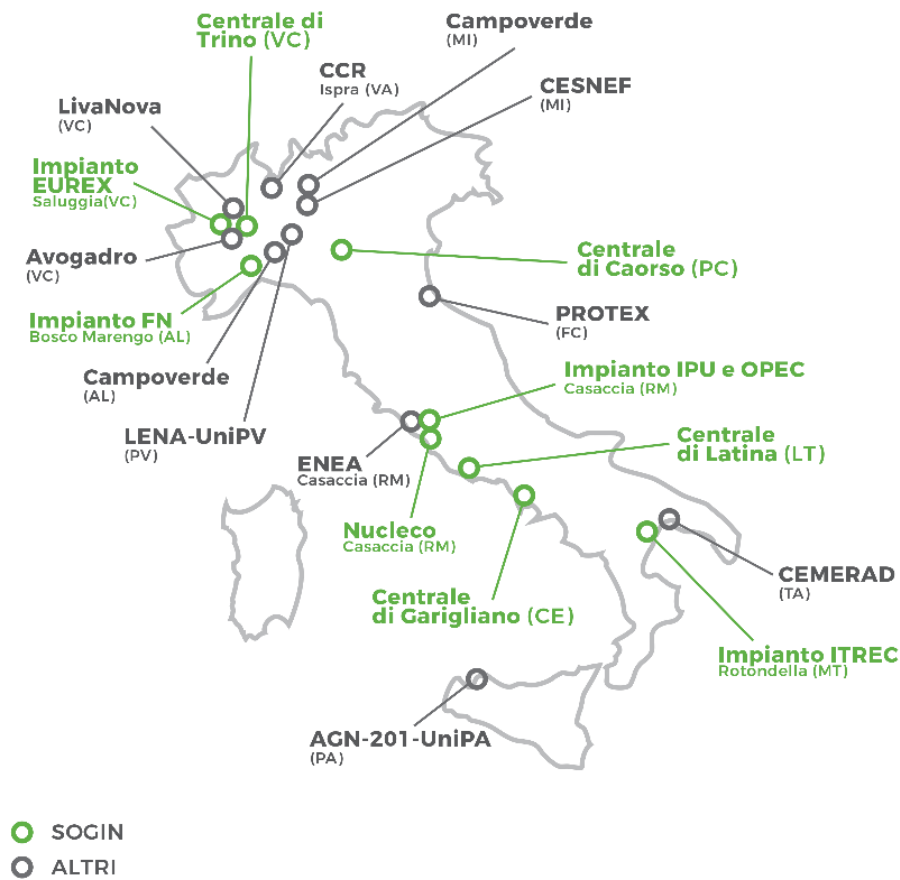 Centrale di
Trino (VC)
Campoverde
(MI)
CCR
Ispra (VA)
CESNEF
(MI)
LivaNova
(VC)
Impianto
EUREX
Saluggia(VC)
Avogadro
(VC)
Centrale
di Caorso (PC)
Impianto FN
Bosco Marengo (AL)
PROTEX
(FC)
Campoverde
(AL)
Impianto IPU e OPEC
Casaccia (RM)
LENA-UniPV
(PV)
Centrale
di Latina (LT)
ENEA
Casaccia (RM)
Nucleco
Casaccia (RM)
CEMERAD
(TA)
Centrale
di Garigliano (CE)
Impianto ITREC
Rotondella (MT)
AGN-201-UniPA
(PA)
SOGIN
ALTRI